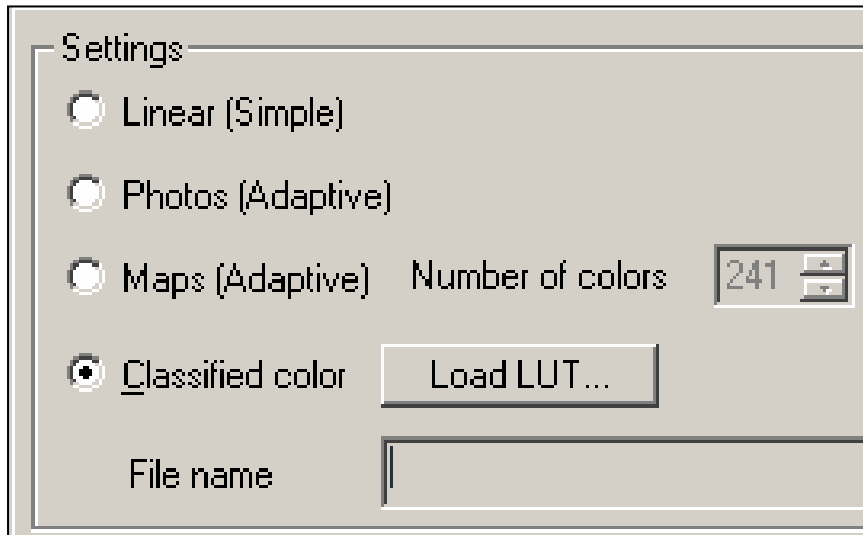 Settings
Linear (Simple)
Photos (Adaptive)
Maps (Adaptive) Number of colors 241
Classified color Load LUT...
File name